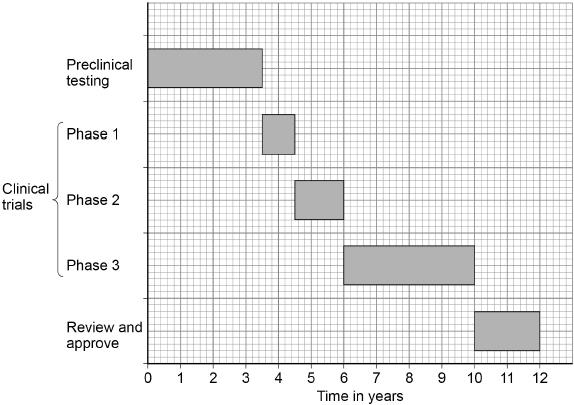 Preclinical
testing
Phase 1
Clinical
trials
Phase 2
Phase 3
Review and
approve
0 1 2 3 4 5 6 7 8 9 10 11 12
Time in years